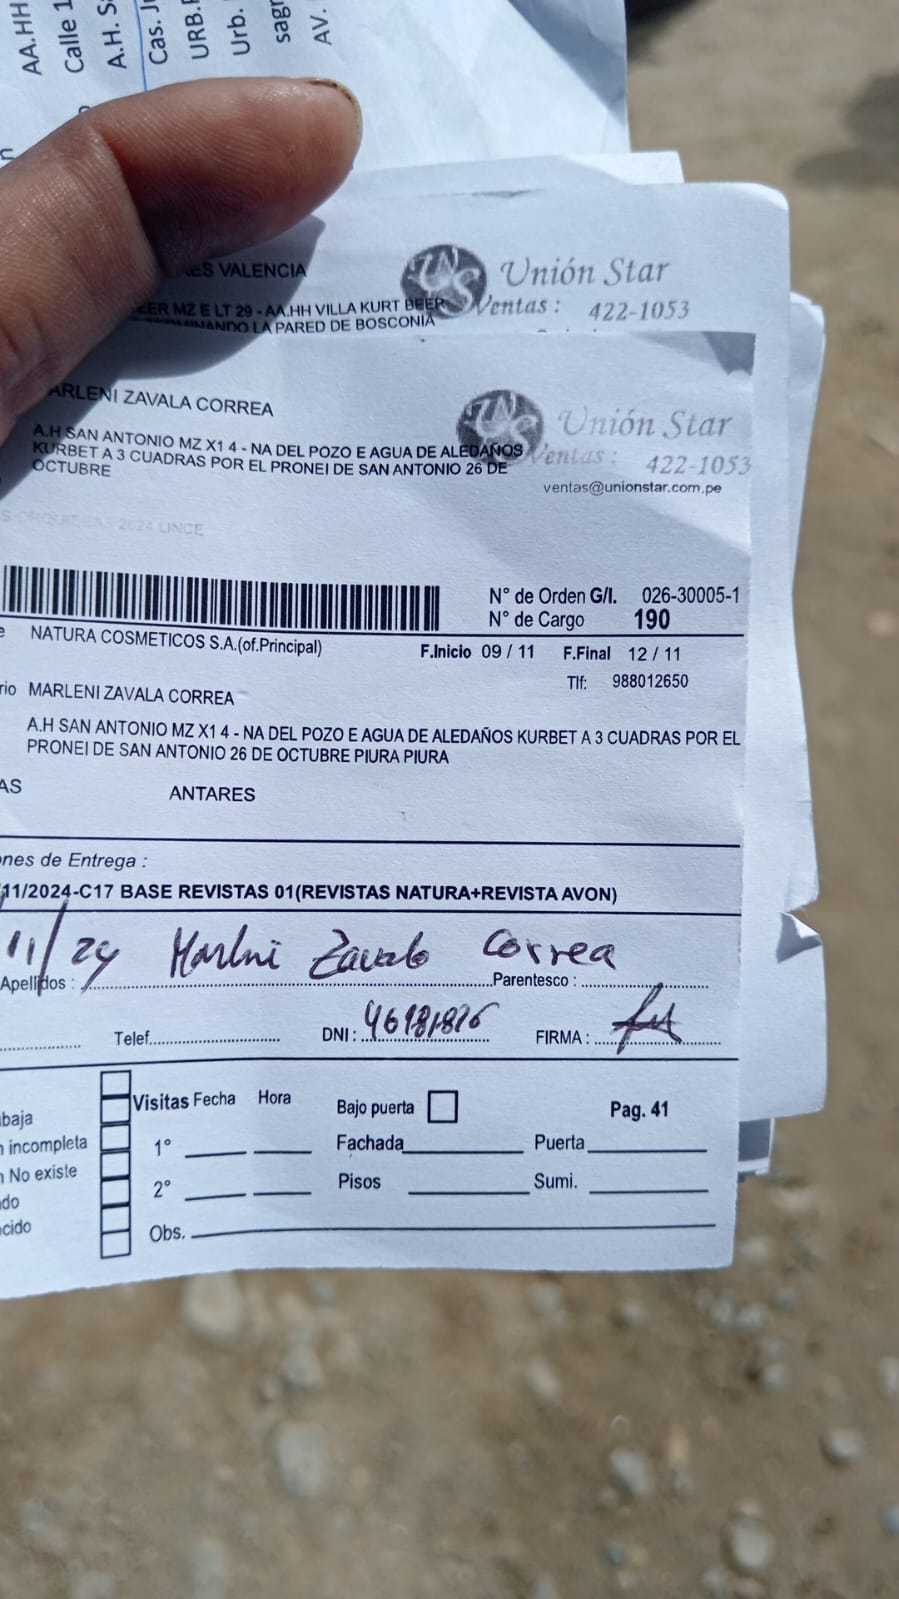 AA.HH
Calle 1
A.H. S
Cas. J
URB.
Urb.
sagr
AV.
VALENCIA
Unión Star
Ventas : 422-1053
MZ E LT 29 - AA.HH VILLA KURT BEER
LA PARED DE BOSCONIA
ARLENI ZAVALA CORREA
Unión Star
Ventas : 422-1053
ventas@unionstar.com.pe
A.H SAN ANTONIO MZ X1 4 - NA DEL POZO E AGUA DE ALEDAÑOS
KURBET A 3 CUADRAS POR EL PRONEI DE SAN ANTONIO 26 DE
OCTUBRE
2024 LINCE
N° de Orden G/I. 026-30005-1
N° de Cargo 190
e NATURA COSMETICOS S.A.(of.Principal)
F.Inicio 09 / 11 F.Final 12 / 11
Tlf: 988012650
rio MARLENI ZAVALA CORREA
A.H SAN ANTONIO MZ X1 4 - NA DEL POZO E AGUA DE ALEDAÑOS KURBET A 3 CUADRAS POR EL
PRONEI DE SAN ANTONIO 26 DE OCTUBRE PIURA PIURA
AS ANTARES
nes de Entrega :
11/2024-C17 BASE REVISTAS 01(REVISTAS NATURA+REVISTA AVON)
11/24 Marlni Zavala Correa
Apellidos : Parentesco :
Telef. DNI : FIRMA :
Visitas Fecha Hora Bajo puerta Pag. 41
baja
n incompleta 1° Fachada Puerta
n No existe
do 2° Pisos Sumi.
cido Obs.